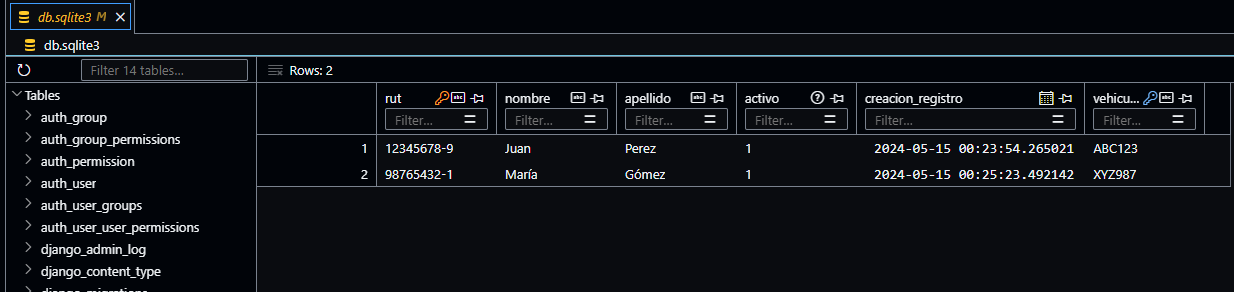 db.sqlite3 M
db.sqlite3
Filter 14 tables...
Rows: 2
Tables
auth_group
auth_group_permissions
auth_permission
auth_user
auth_user_groups
auth_user_user_permissions
django_admin_log
django_content_type
django_migrations
rut nombre apellido activo creacion_registro vehicu...
Filter... Filter... Filter... Filter... Filter... Filter...
1 12345678-9 Juan Perez 1 2024-05-15 00:23:54.265021 ABC123
2 98765432-1 María Gómez 1 2024-05-15 00:25:23.492142 XYZ987